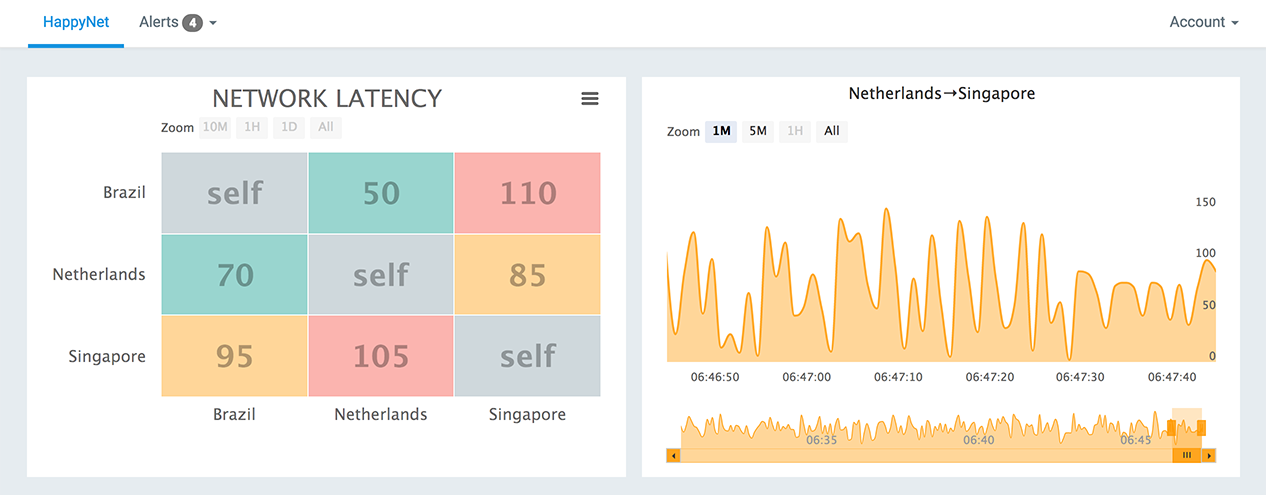 HappyNet Alerts 4 Account
NETWORK LATENCY
Zoom 10M 1H 1D All
Brazil self 50 110
Netherlands 70 self 85
Singapore 95 105 self
Brazil Netherlands Singapore
Netherlands→Singapore
Zoom 1M 5M 1H All
150
100
50
0
06:46:50 06:47:00 06:47:10 06:47:20 06:47:30 06:47:40
06:35 06:40 06:45